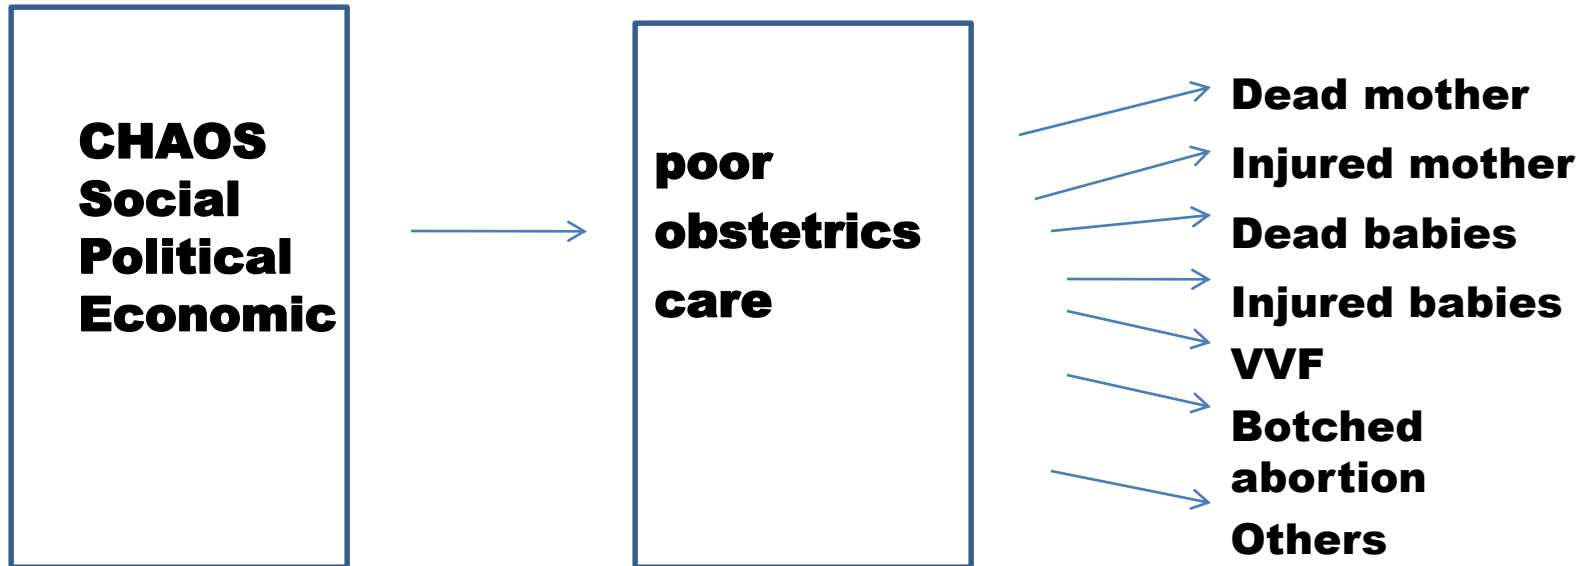 CHAOS
Social
Political
Economic
poor
obstetrics
care
Dead mother
Injured mother
Dead babies
Injured babies
VVF
Botched
abortion
Others